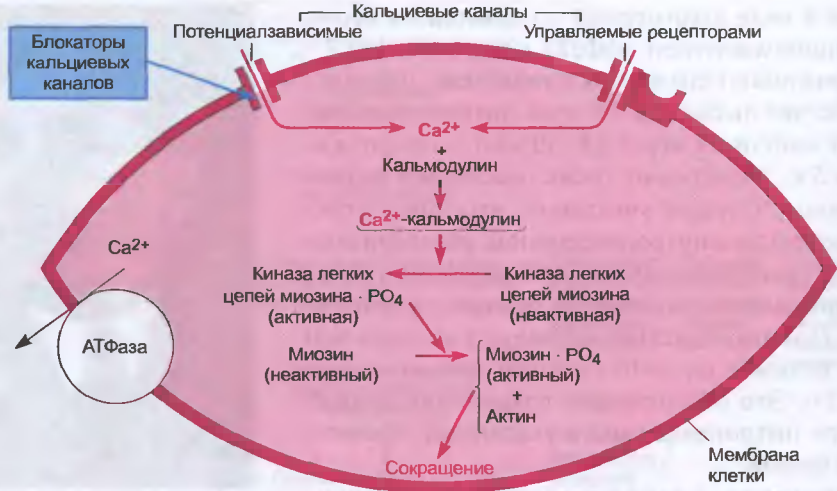 Кальциевые каналы
Потенциалзависимые
Управляемые рецепторами
Блокаторы
кальциевых
каналов
Ca2+
+
Кальмодулин
Ca2+-кальмодулин
Ca2+
Киназа легких
цепей миозина · PO4
(активная)
Киназа легких
цепей миозина
(нвактивная)
АТФаза
Миозин
(неактивный)
Миозин · PO4
(активный)
+
Актин
Сокращение
Мембрана
клетки